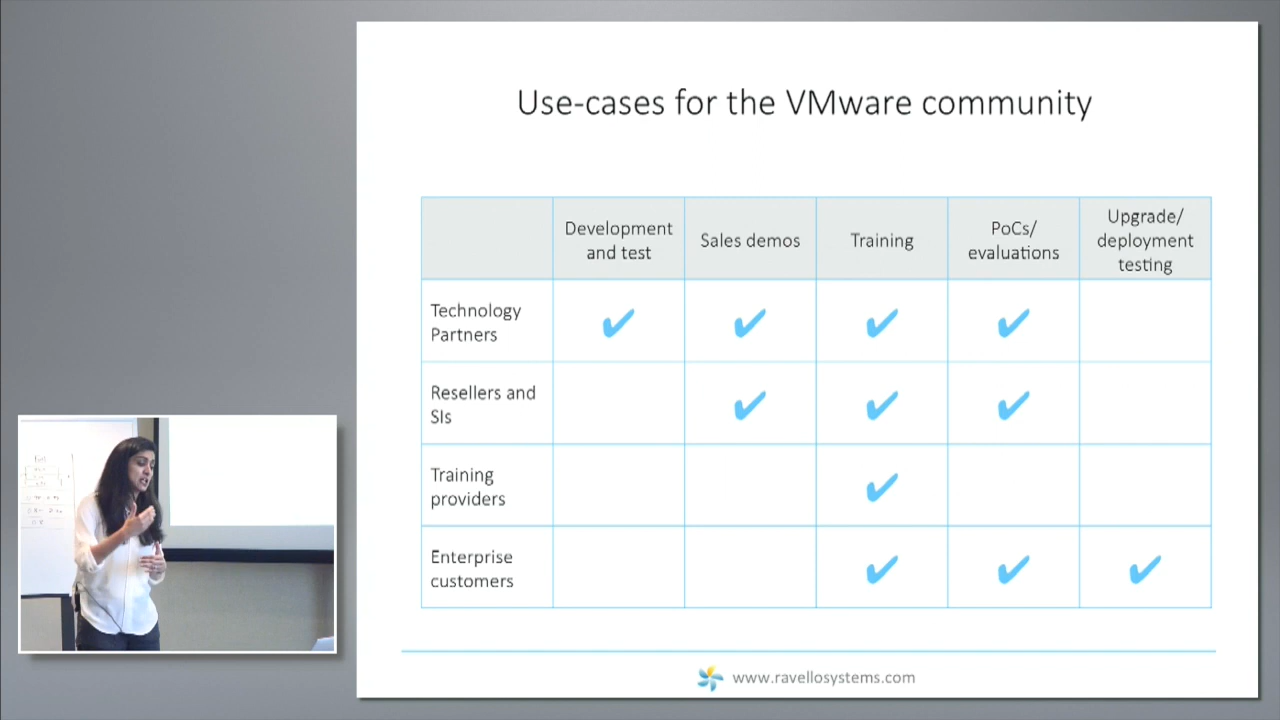 Use-cases for the VMware community
Development
and test
Sales demos
Training
PoCs/
evaluations
Upgrade/
deployment
testing
Technology
Partners
✔ ✔ ✔ ✔
Resellers and
SIs
✔ ✔ ✔
Training
providers
✔
Enterprise
customers
✔ ✔ ✔
www.ravellosystems.com